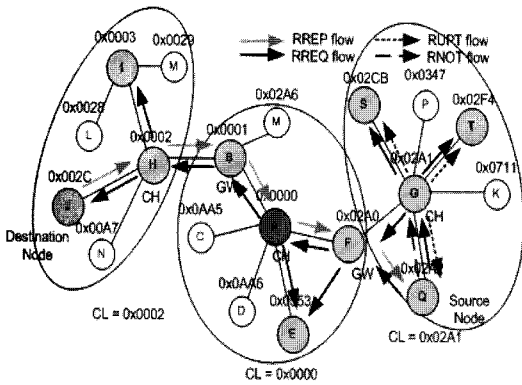 0x0003
0x0029
I
M
RREP flow
RREQ flow
RUPT flow
RNOT flow
0x02CB
0x0347
S
P
0x02F4
T
0x0028
L
0x0002
0x0001
0x02A6
M
H
B
GW
CH
0x002C
0x02A1
0x0711
G
K
CH
0x0000
0x00A7
N
Destination
Node
0x0AA5
C
CH
0x02A0
F
GW
0x0AA6
D
E
Q
Source
Node
CL = 0x0002
CL = 0x02A1
CL = 0x0000